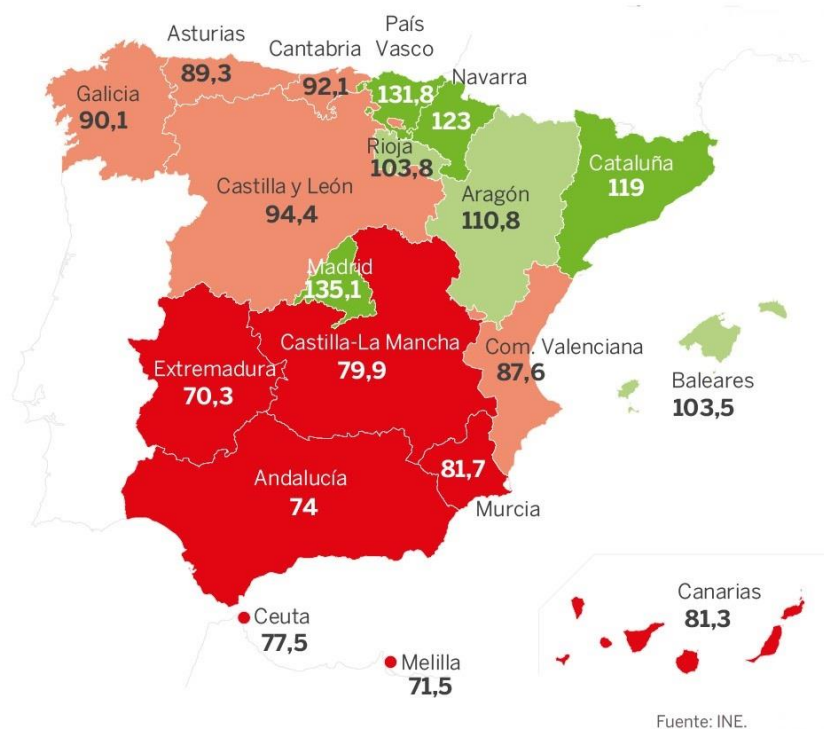 Asturias
89,3
Cantabria
92,1
País
Vasco
131,8
Navarra
123
Galicia
90,1
Rioja
103,8
Castilla y León
94,4
Aragón
110,8
Cataluña
119
Madrid
135,1
Castilla-La Mancha
79,9
Extremadura
70,3
Com. Valenciana
87,6
Baleares
103,5
Andalucía
74
81,7
Murcia
Ceuta
77,5
Melilla
71,5
Canarias
81,3
Fuente: INE.